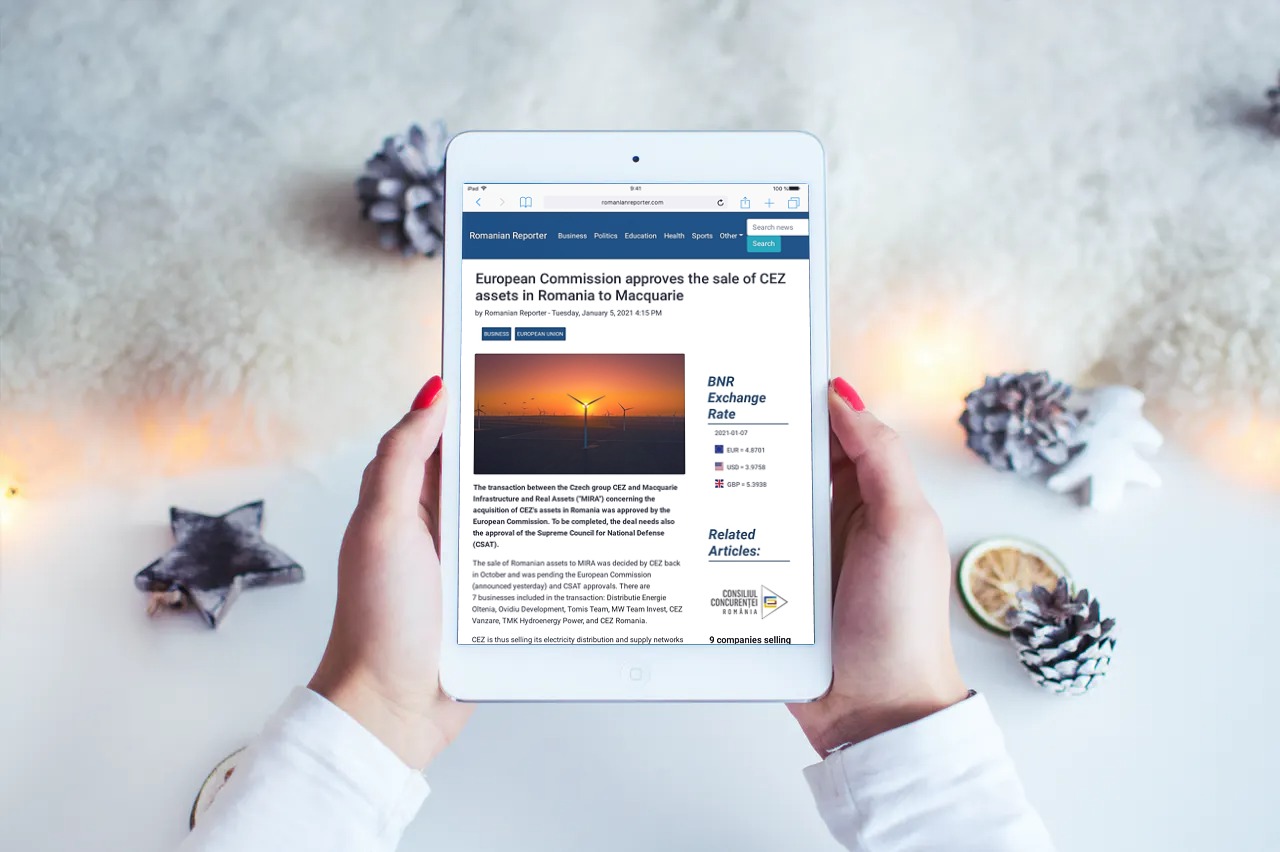 iPad
9:41
100 %
romanianreporter.com
Romanian Reporter
Business Politics Education Health Sports Other
Search news
Search
European Commission approves the sale of CEZ
assets in Romania to Macquarie
by Romanian Reporter - Tuesday, January 5, 2021 4:15 PM
BUSINESS EUROPEAN UNION
The transaction between the Czech group CEZ and Macquarie
Infrastructure and Real Assets ("MIRA") concerning the
acquisition of CEZ's assets in Romania was approved by the
European Commission. To be completed, the deal needs also
the approval of the Supreme Council for National Defense
(CSAT).
The sale of Romanian assets to MIRA was decided by CEZ back
in October and was pending the European Commission
(announced yesterday) and CSAT approvals. There are
7 businesses included in the transaction: Distributie Energie
Oltenia, Ovidiu Development, Tomis Team, MW Team Invest, CEZ
Vanzare, TMK Hydroenergy Power, and CEZ Romania.
CEZ is thus selling its electricity distribution and supply networks
BNR
Exchange
Rate
2021-01-07
EUR = 4.8701
USD = 3.9758
GBP = 5.3938
Related
Articles:
CONSILIUL
CONCURENȚEI
ROMÂNIA
9 companies selling